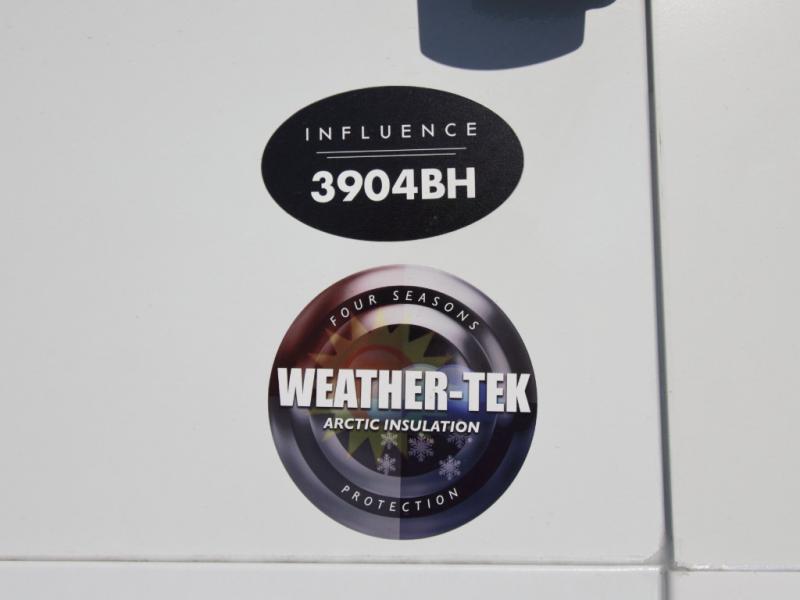 INFLUENCE
3904BH
FOUR SEASONS
WEATHER-TEK
ARCTIC INSULATION
PROTECTION